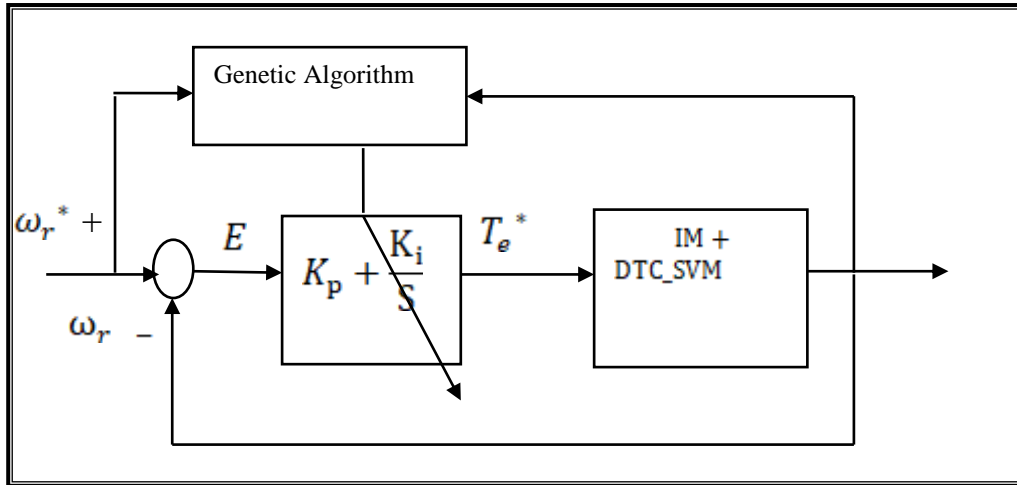 Genetic Algorithm
ωᵣ* +
E
Kₚ + Kᵢ/S
Tₑ*
IM +
DTC_SVM
ωᵣ −